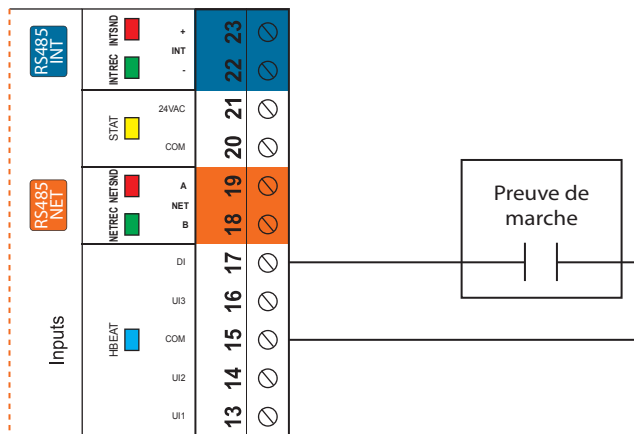 RS485
INT
INTREC INTSND
+
INT
-
23
22
STAT
24VAC
COM
21
20
RS485
NET
NETREC NETSND
A
NET
B
19
18
Inputs
HBEAT
DI
17
UI3
16
COM
15
UI2
14
UI1
13
Preuve de
marche